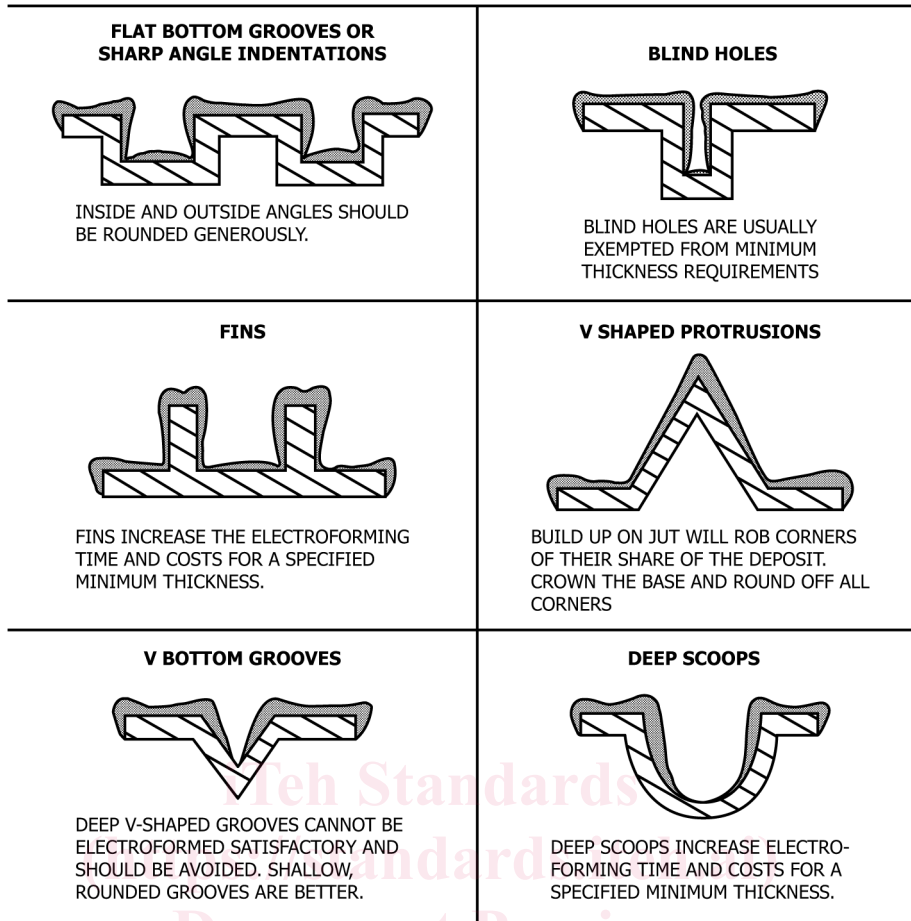 FLAT BOTTOM GROOVES OR
SHARP ANGLE INDENTATIONS
INSIDE AND OUTSIDE ANGLES SHOULD
BE ROUNDED GENEROUSLY.
BLIND HOLES
BLIND HOLES ARE USUALLY
EXEMPTED FROM MINIMUM
THICKNESS REQUIREMENTS
FINS
FINS INCREASE THE ELECTROFORMING
TIME AND COSTS FOR A SPECIFIED
MINIMUM THICKNESS.
V SHAPED PROTRUSIONS
BUILD UP ON JUT WILL ROB CORNERS
OF THEIR SHARE OF THE DEPOSIT.
CROWN THE BASE AND ROUND OFF ALL
CORNERS
V BOTTOM GROOVES
DEEP V-SHAPED GROOVES CANNOT BE
ELECTROFORMED SATISFACTORY AND
SHOULD BE AVOIDED. SHALLOW,
ROUNDED GROOVES ARE BETTER.
DEEP SCOOPS
DEEP SCOOPS INCREASE ELECTRO-
FORMING TIME AND COSTS FOR A
SPECIFIED MINIMUM THICKNESS.
iTeh Standards